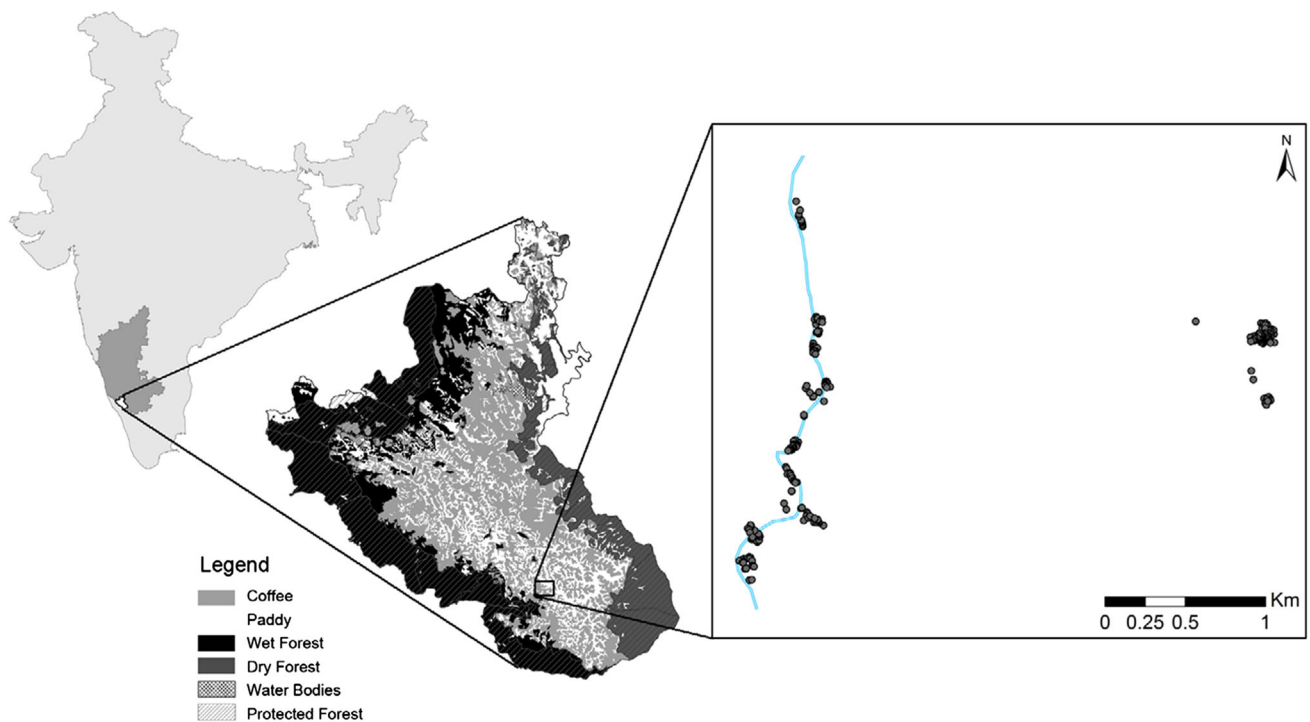 N
Legend
Coffee
Paddy
Wet Forest
Dry Forest
Water Bodies
Protected Forest
Km
0 0.25 0.5 1